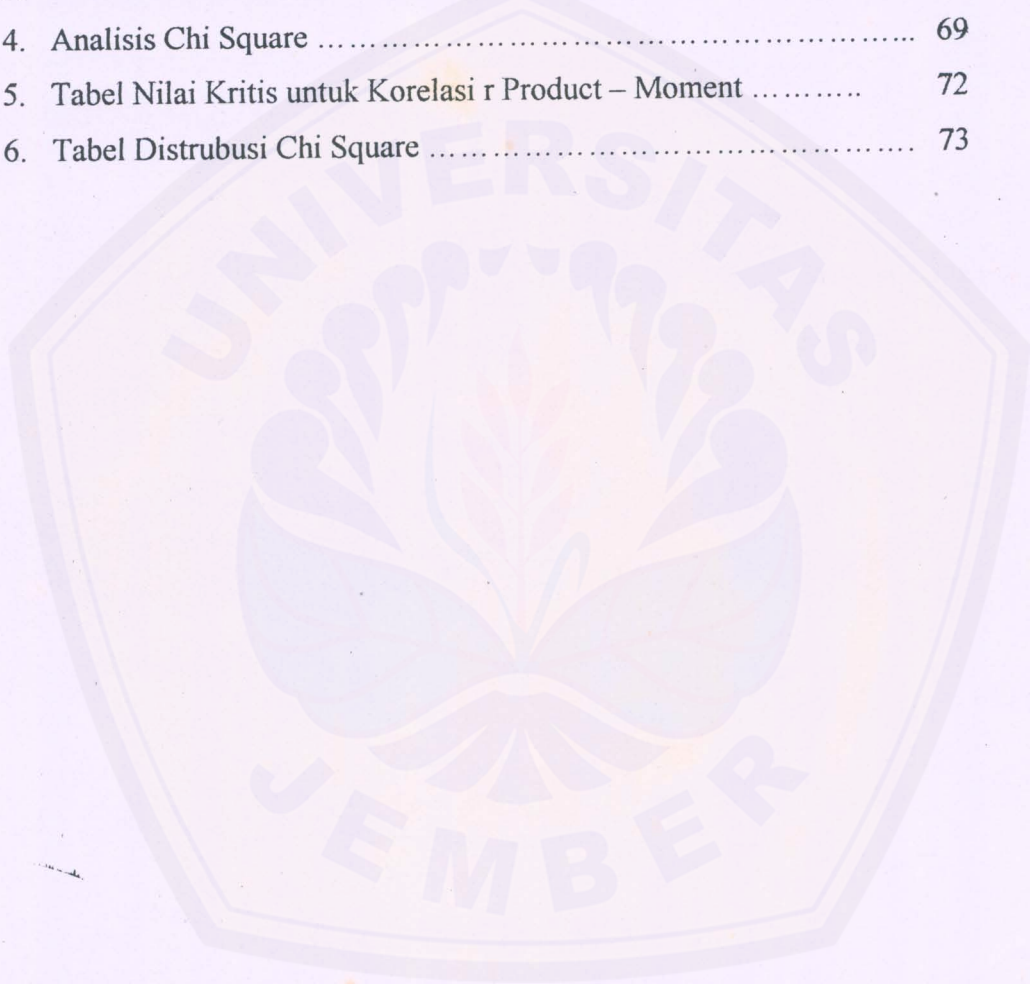 4. Analisis Chi Square ………………………………………………………... 69
5. Tabel Nilai Kritis untuk Korelasi r Product – Moment ……….. 72
6. Tabel Distrubusi Chi Square …………………………………………. 73
UNIVERSITAS
JEMBER